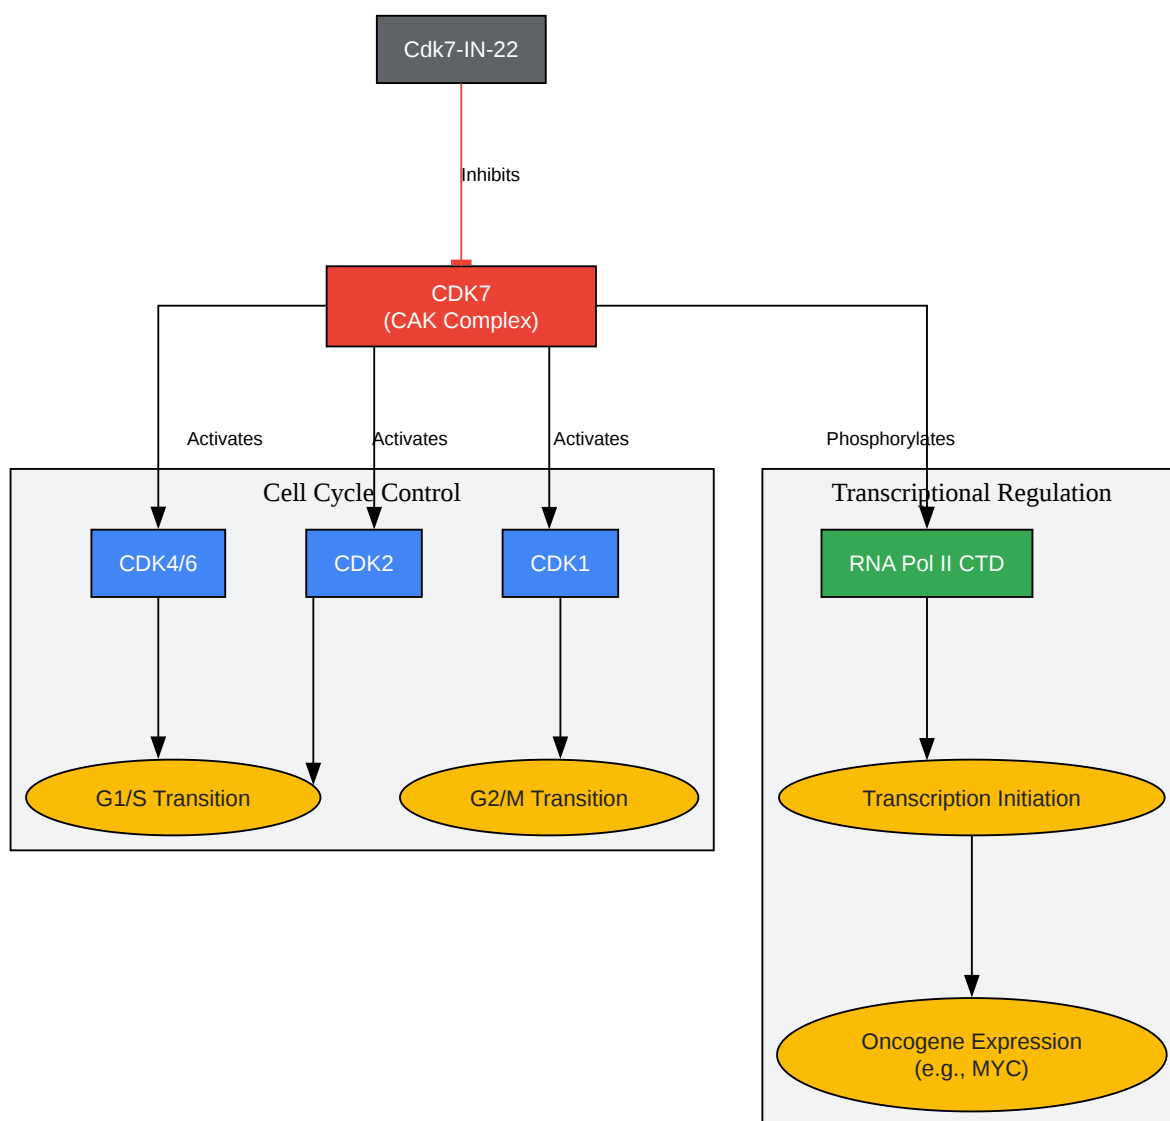 Cdk7-IN-22
Inhibits
CDK7
(CAK Complex)
Activates
Activates
Activates
Phosphorylates
Cell Cycle Control
Transcriptional Regulation
CDK4/6
CDK2
CDK1
RNA Pol II CTD
G1/S Transition
G2/M Transition
Transcription Initiation
Oncogene Expression
(e.g., MYC)